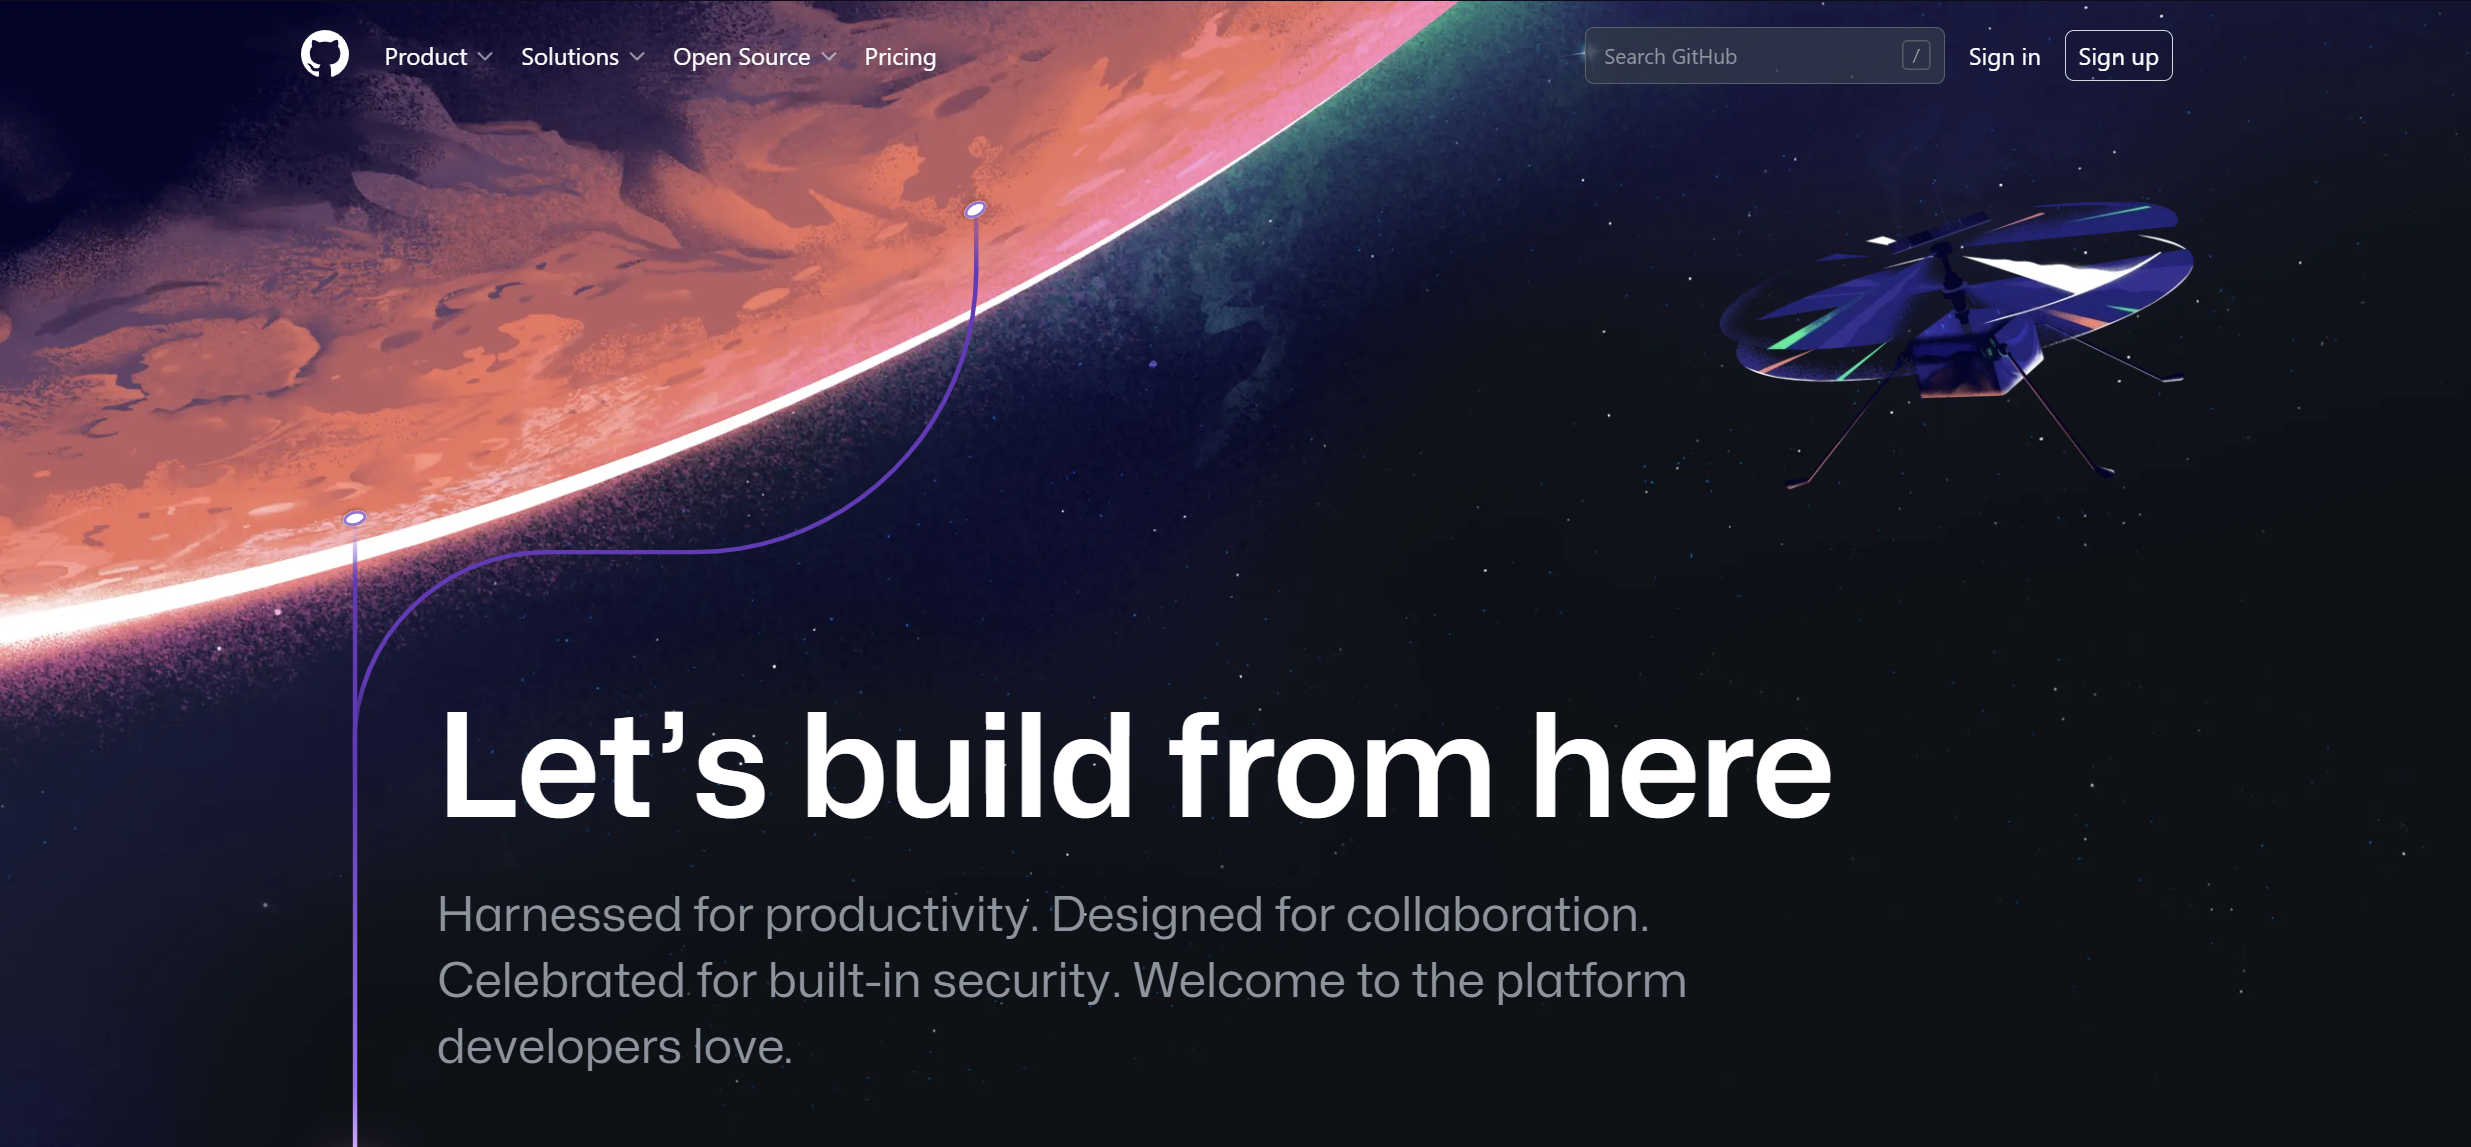 Product Solutions Open Source Pricing Search GitHub / Sign in Sign up
Let’s build from here
Harnessed for productivity. Designed for collaboration.
Celebrated for built-in security. Welcome to the platform
developers love.